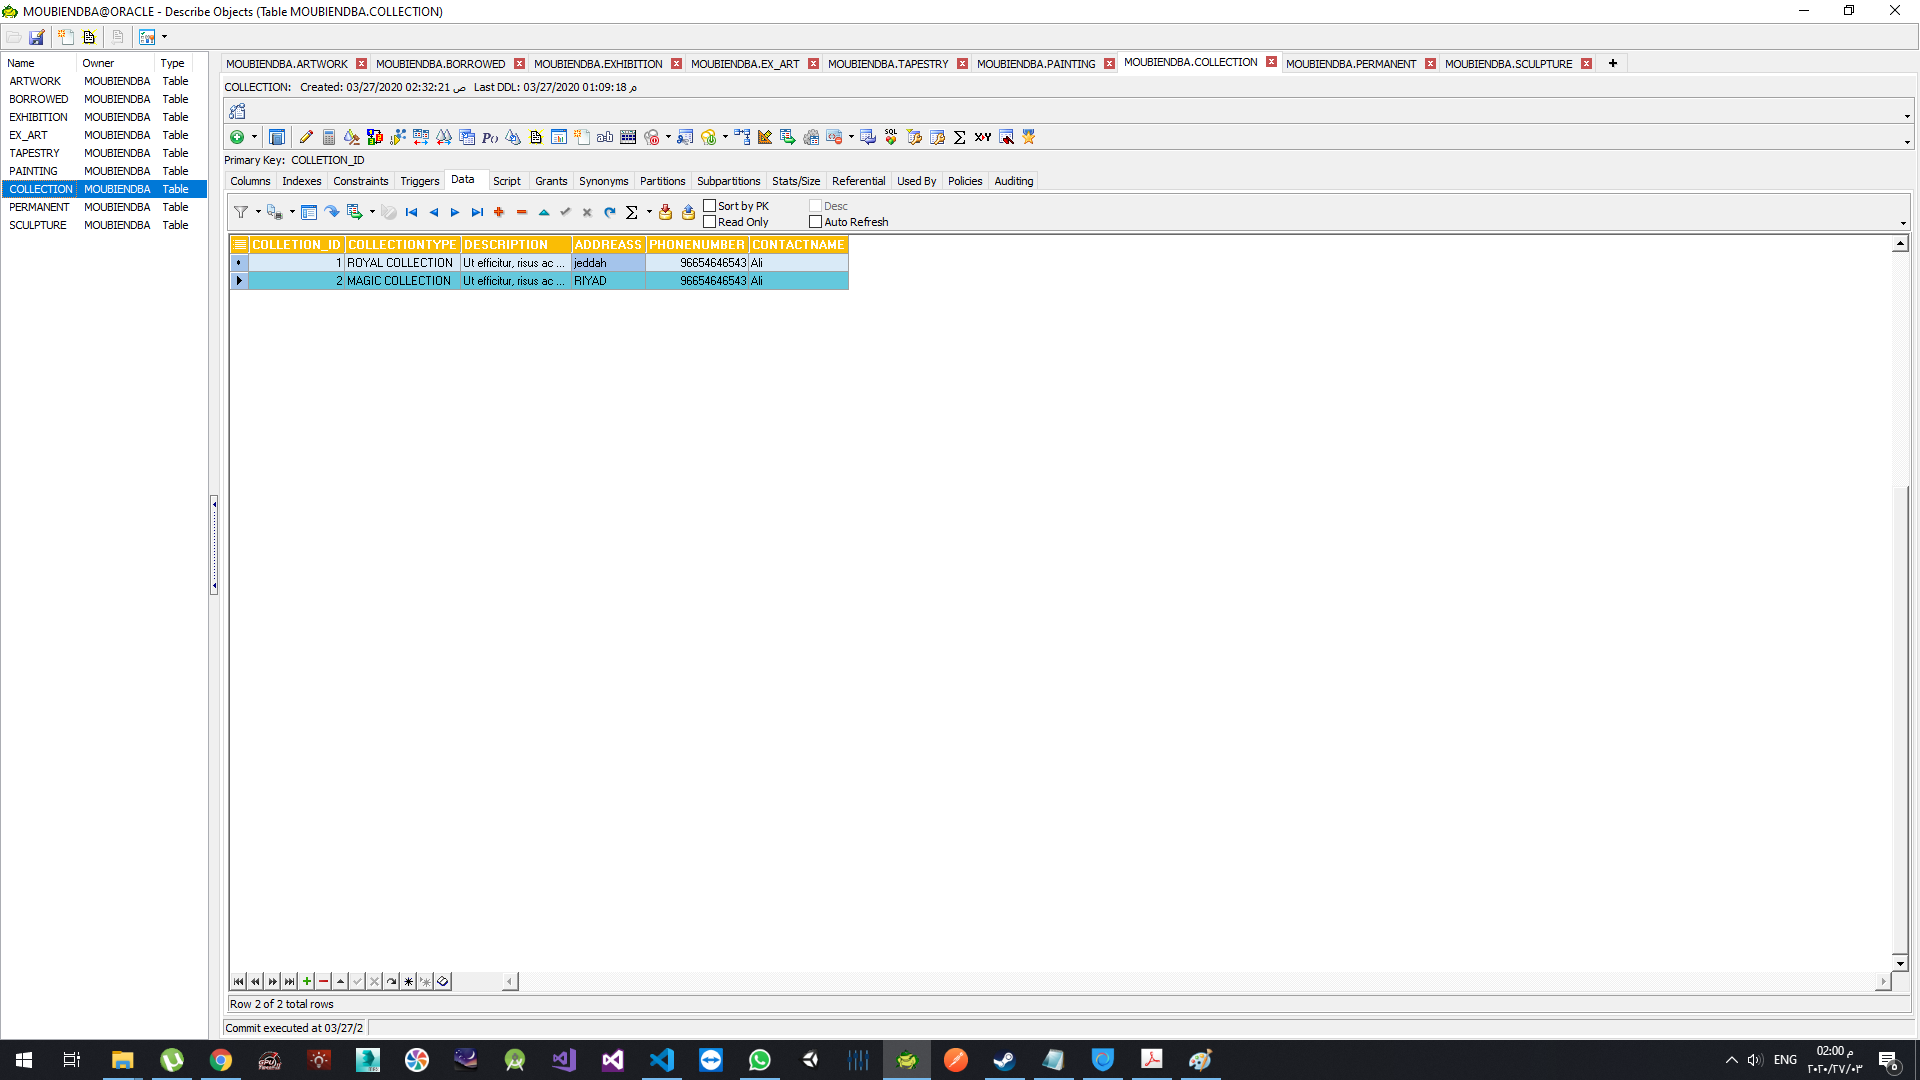 MOUBIENDBA@ORACLE - Describe Objects (Table MOUBIENDBA.COLLECTION)
Name Owner Type
ARTWORK MOUBIENDBA Table
BORROWED MOUBIENDBA Table
EXHIBITION MOUBIENDBA Table
EX_ART MOUBIENDBA Table
TAPESTRY MOUBIENDBA Table
PAINTING MOUBIENDBA Table
COLLECTION MOUBIENDBA Table
PERMANENT MOUBIENDBA Table
SCULPTURE MOUBIENDBA Table
MOUBIENDBA.ARTWORK MOUBIENDBA.BORROWED MOUBIENDBA.EXHIBITION MOUBIENDBA.EX_ART MOUBIENDBA.TAPESTRY MOUBIENDBA.PAINTING MOUBIENDBA.COLLECTION MOUBIENDBA.PERMANENT MOUBIENDBA.SCULPTURE
COLLECTION: Created: 03/27/2020 02:32:21 ص Last DDL: 03/27/2020 01:09:18 م
Primary Key: COLLETION_ID
Columns Indexes Constraints Triggers Data Script Grants Synonyms Partitions Subpartitions Stats/Size Referential Used By Policies Auditing
Sort by PK Desc
Read Only Auto Refresh
COLLETION_ID COLLECTIONTYPE DESCRIPTION ADDREASS PHONENUMBER CONTACTNAME
1 ROYAL COLLECTION Ut efficitur, risus ac ... jeddah 96654646543 Ali
2 MAGIC COLLECTION Ut efficitur, risus ac ... RIYAD 96654646543 Ali
Row 2 of 2 total rows
Commit executed at 03/27/2
ENG
02:00 م
٢٠٢٠/٢٧/٠٣